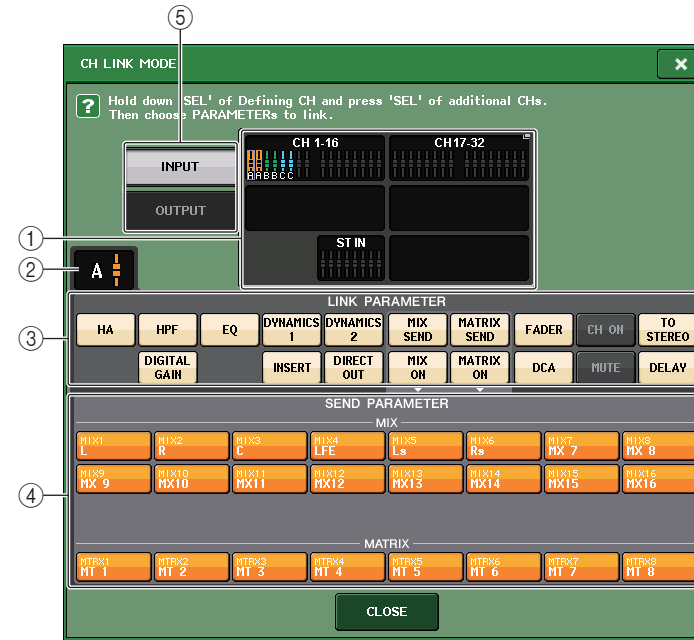 ⑤
CH LINK MODE
×
? Hold down 'SEL' of Defining CH and press 'SEL' of additional CHs.
Then choose PARAMETERs to link.
INPUT
OUTPUT
CH 1-16
CH17-32
AABBCC
ST IN
①
②
A
③
LINK PARAMETER
HA
HPF
EQ
DYNAMICS
1
DYNAMICS
2
MIX
SEND
MATRIX
SEND
FADER
CH ON
TO
STEREO
DIGITAL
GAIN
INSERT
DIRECT
OUT
MIX
ON
MATRIX
ON
DCA
MUTE
DELAY
④
SEND PARAMETER
MIX
MIX1
L
MIX2
R
MIX3
C
MIX4
LFE
MIX5
Ls
MIX6
Rs
MIX7
MX 7
MIX8
MX 8
MIX9
MX 9
MIX10
MX10
MIX11
MX11
MIX12
MX12
MIX13
MX13
MIX14
MX14
MIX15
MX15
MIX16
MX16
MATRIX
MTRX1
MT 1
MTRX2
MT 2
MTRX3
MT 3
MTRX4
MT 4
MTRX5
MT 5
MTRX6
MT 6
MTRX7
MT 7
MTRX8
MT 8
CLOSE